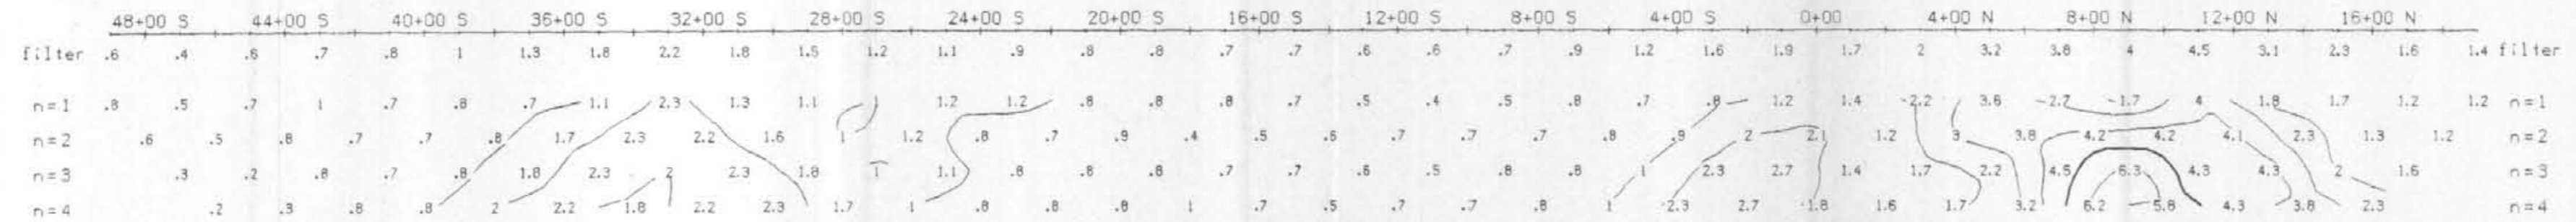 48+00 S 44+00 S 40+00 S 36+00 S 32+00 S 28+00 S 24+00 S 20+00 S 16+00 S 12+00 S 8+00 S 4+00 S 0+00 4+00 N 8+00 N 12+00 N 16+00 N
filter .6 .4 .6 .7 .8 1 1.3 1.8 2.2 1.8 1.5 1.2 1.1 .9 .8 .8 .7 .7 .6 .6 .7 .9 1.2 1.6 1.9 1.7 2 3.2 3.8 4 4.5 3.1 2.3 1.6 1.4 filter
n=1 .8 .5 .7 1 .7 .8 .7 1.1 2.3 1.3 1.1 1 1.2 1.2 .8 .8 .8 .7 .5 .4 .5 .8 .7 .8 1.2 1.4 2.2 3.6 2.7 1.7 4 1.8 1.7 1.2 1.2 n=1
n=2 .6 .5 .8 .7 .7 .8 1.7 2.3 2.2 1.6 1 1.2 .8 .7 .9 .4 .5 .6 .7 .7 .7 .8 .9 2 2.1 1.2 3 3.8 4.2 4.2 4.1 2.3 1.3 1.2 n=2
n=3 .3 .2 .8 .7 .8 1.8 2.3 2 2.3 1.8 1 1.1 .8 .8 .8 .7 .7 .6 .5 .8 .8 1 2.3 2.7 1.4 1.7 2.2 4.5 6.3 4.3 4.3 2 1.6 n=3
n=4 .2 .3 .8 .8 2 2.2 1.8 2.2 2.3 1.7 1 .8 .8 .8 1 .7 .5 .7 .7 .8 1 2.3 2.7 1.8 1.6 1.7 3.2 6.2 5.8 4.3 3.8 2.3 n=4